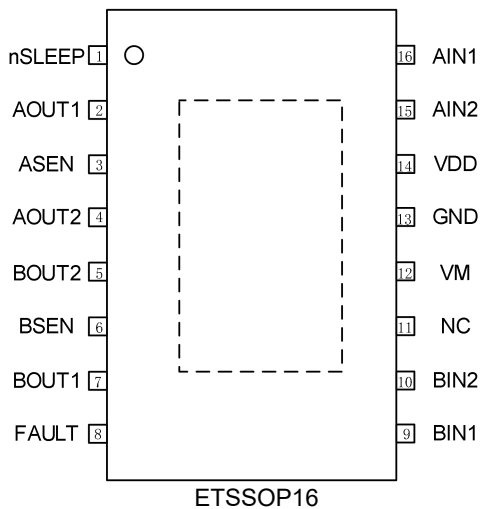 nSLEEP 1 16 AIN1
AOUT1 2 15 AIN2
ASEN 3 14 VDD
AOUT2 4 13 GND
BOUT2 5 12 VM
BSEN 6 11 NC
BOUT1 7 10 BIN2
FAULT 8 9 BIN1
ETSSOP16